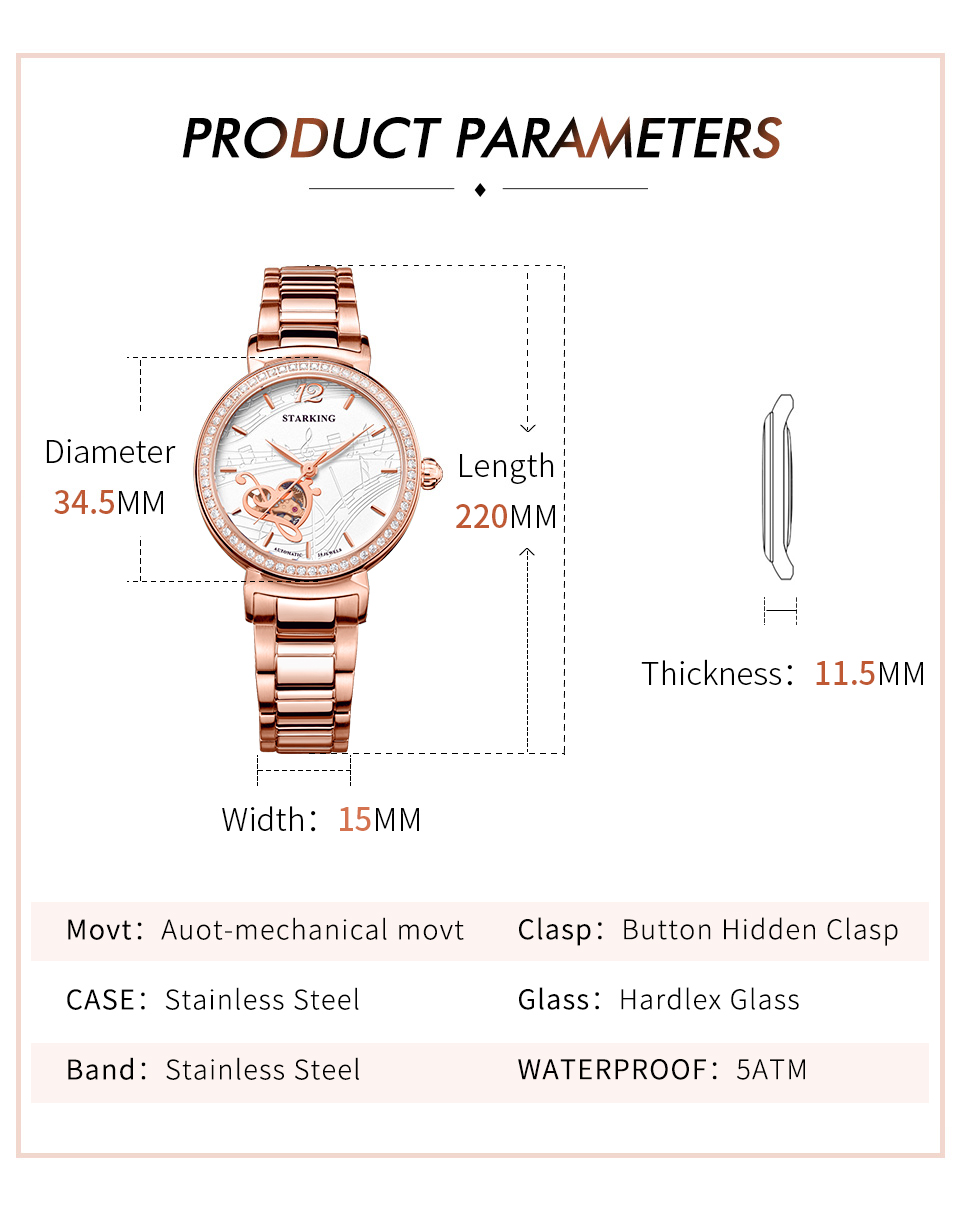 PRODUCT PARAMETERS
12
STARKING
AUTOMATIC 21JEWELS
Diameter
34.5MM
Length
220MM
Thickness: 11.5MM
Width: 15MM
Movt: Auot-mechanical movt
Clasp: Button Hidden Clasp
CASE: Stainless Steel
Glass: Hardlex Glass
Band: Stainless Steel
WATERPROOF: 5ATM